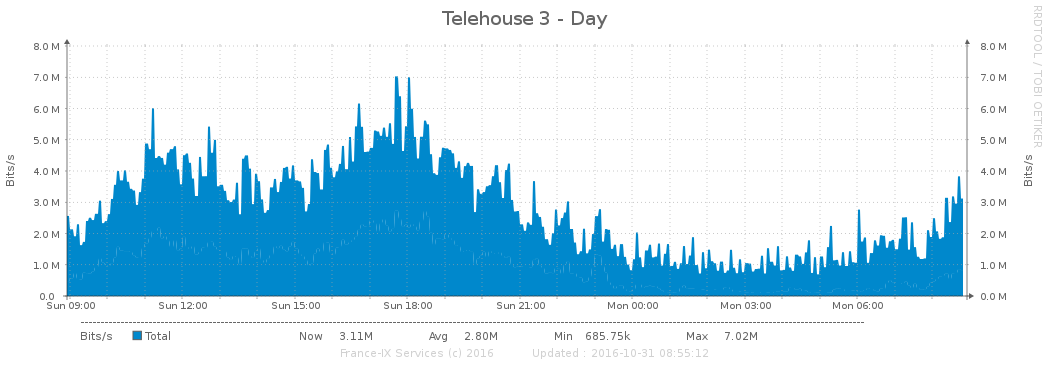 Telehouse 3 - Day
RRDTOOL / TOBI OETIKER
8.0 M 8.0 M
7.0 M 7.0 M
6.0 M 6.0 M
5.0 M 5.0 M
4.0 M 4.0 M
3.0 M 3.0 M
2.0 M 2.0 M
1.0 M 1.0 M
0.0 0.0 M
Bits/s Bits/s
Sun 09:00 Sun 12:00 Sun 15:00 Sun 18:00 Sun 21:00 Mon 00:00 Mon 03:00 Mon 06:00
Bits/s Total Now 3.11M Avg 2.80M Min 685.75k Max 7.02M
France-IX Services (c) 2016 Updated : 2016-10-31 08:55:12